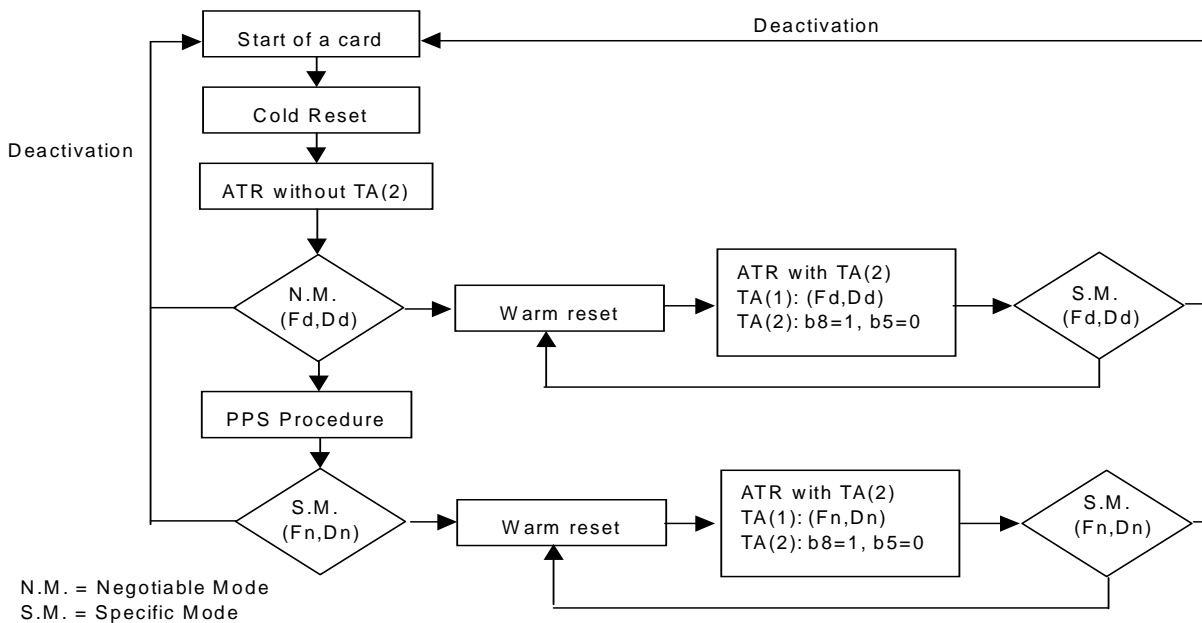 Deactivation
Start of a card
Cold Reset
Deactivation
ATR without TA(2)
N.M.
(Fd,Dd)
Warm reset
ATR with TA(2)
TA(1): (Fd,Dd)
TA(2): b8=1, b5=0
S.M.
(Fd,Dd)
PPS Procedure
S.M.
(Fn,Dn)
Warm reset
ATR with TA(2)
TA(1): (Fn,Dn)
TA(2): b8=1, b5=0
S.M.
(Fn,Dn)
N.M. = Negotiable Mode
S.M. = Specific Mode